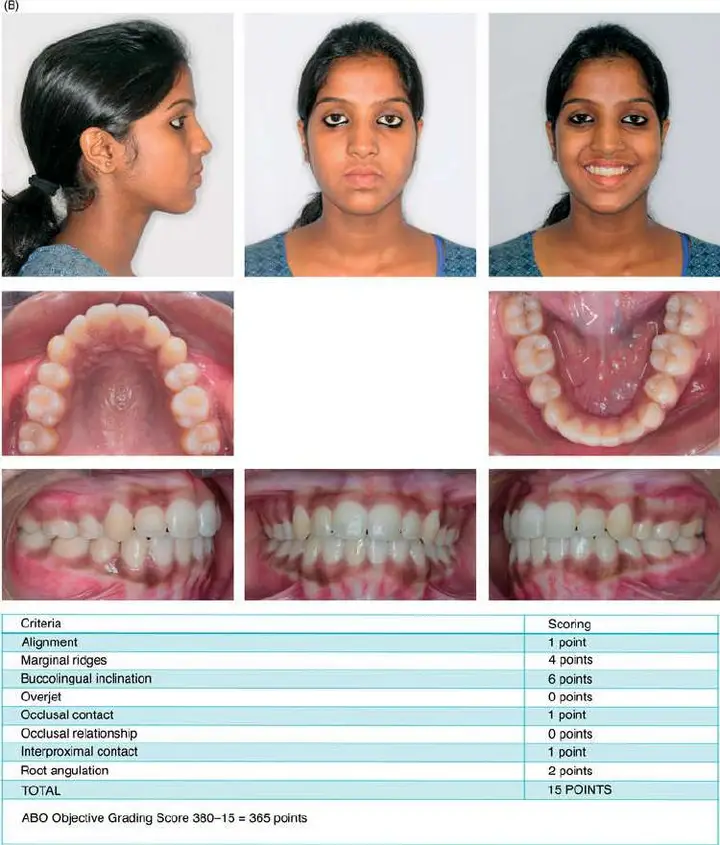 (B)
Criteria Scoring
Alignment 1 point
Marginal ridges 4 points
Buccolingual inclination 6 points
Overjet 0 points
Occlusal contact 1 point
Occlusal relationship 0 points
Interproximal contact 1 point
Root angulation 2 points
TOTAL 15 POINTS
ABO Objective Grading Score 380–15 = 365 points